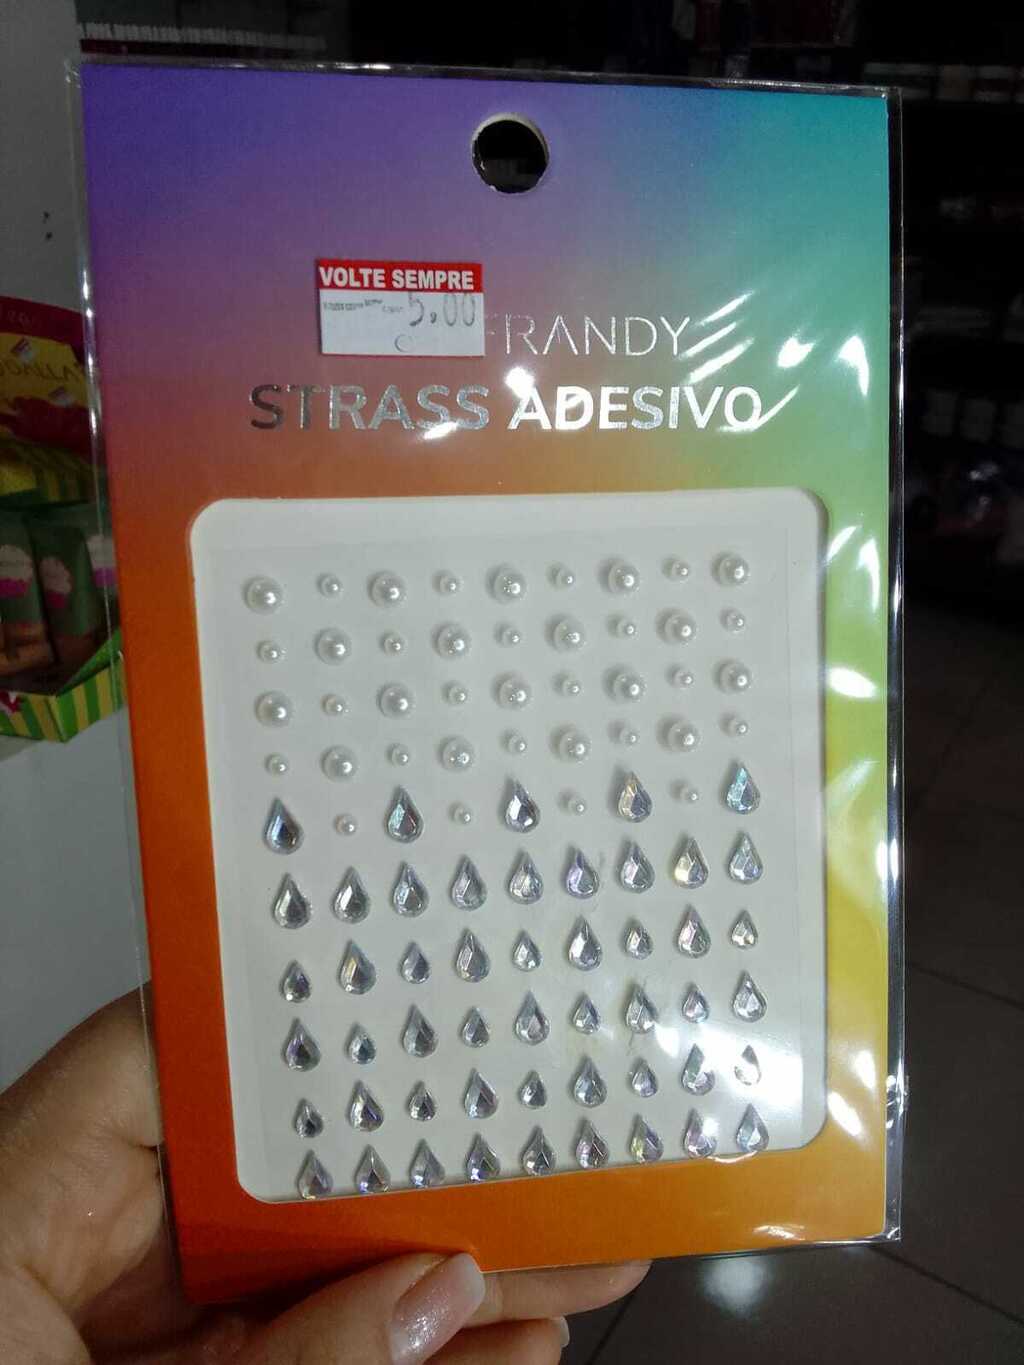 VOLTE SEMPRE
5,00
FRANDY
STRASS ADESIVO